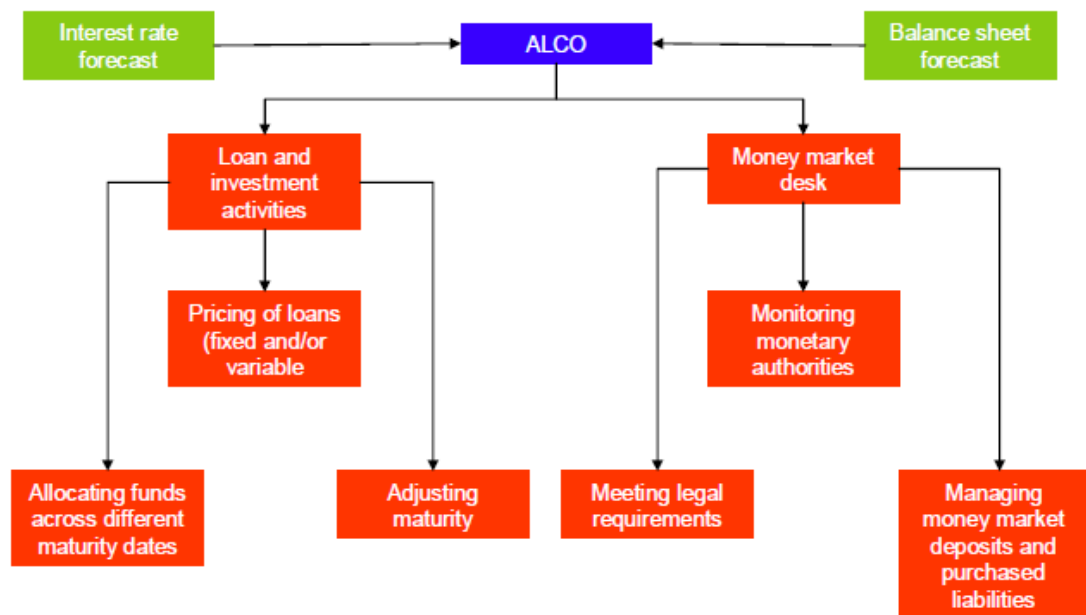 Interest rate
forecast
ALCO
Balance sheet
forecast
Loan and
investment
activities
Money market
desk
Pricing of loans
(fixed and/or
variable
Monitoring
monetary
authorities
Allocating funds
across different
maturity dates
Adjusting
maturity
Meeting legal
requirements
Managing
money market
deposits and
purchased
liabilities